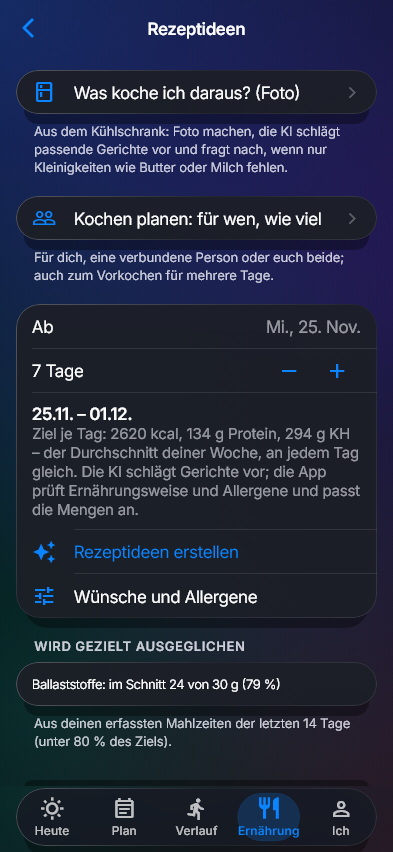 Rezeptideen
Was koche ich daraus? (Foto)
Aus dem Kühlschrank: Foto machen, die KI schlägt
passende Gerichte vor und fragt nach, wenn nur
Kleinigkeiten wie Butter oder Milch fehlen.
Kochen planen: für wen, wie viel
Für dich, eine verbundene Person oder euch beide;
auch zum Vorkochen für mehrere Tage.
Ab Mi., 25. Nov.
7 Tage − +
25.11. – 01.12.
Ziel je Tag: 2620 kcal, 134 g Protein, 294 g KH
– der Durchschnitt deiner Woche, an jedem Tag
gleich. Die KI schlägt Gerichte vor; die App
prüft Ernährungsweise und Allergene und passt
die Mengen an.
Rezeptideen erstellen
Wünsche und Allergene
WIRD GEZIELT AUSGEGLICHEN
Ballaststoffe: im Schnitt 24 von 30 g (79 %)
Aus deinen erfassten Mahlzeiten der letzten 14 Tage
(unter 80 % des Ziels).
Heute Plan Verlauf Ernährung Ich